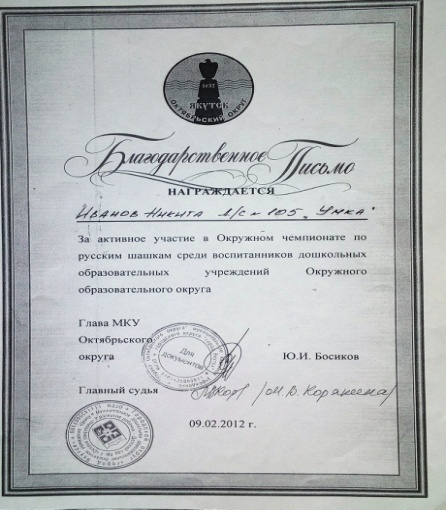 1632
ЯКУТСК
ОКТЯБРЬСКИЙ ОКРУГ
Благодарственное Письмо
НАГРАЖДАЕТСЯ
Иванов Никита д/с № 105 „Умка"
За активное участие в Окружном чемпионате по
русским шашкам среди воспитанников дошкольных
образовательных учреждений Окружного
образовательного округа
Глава МКУ
Октябрьского
округа Ю.И. Босиков
Для
документов
Главный судья
09.02.2012 г.